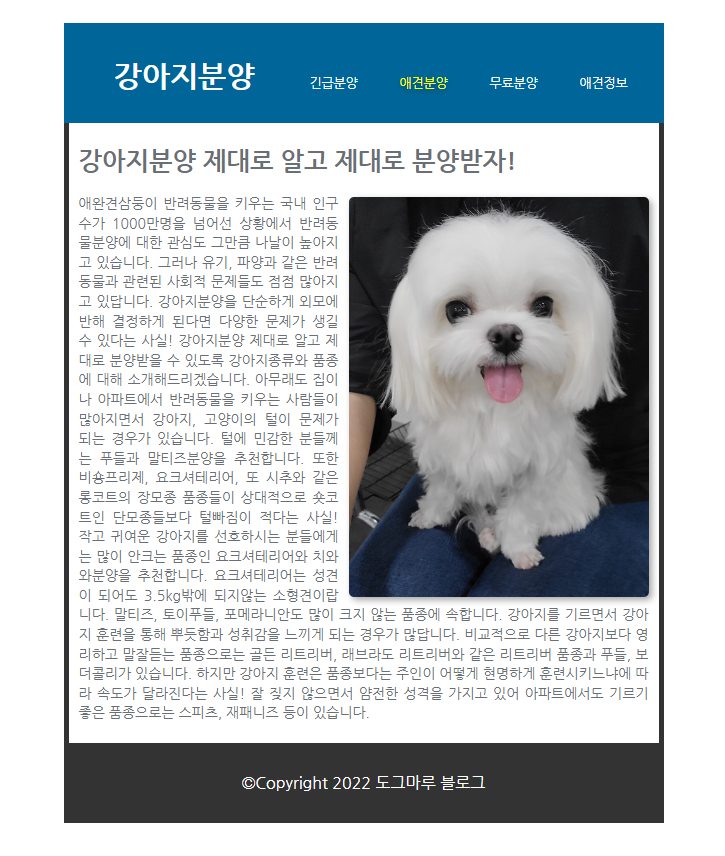 강아지분양
긴급분양 애견분양 무료분양 애견정보
강아지분양 제대로 알고 제대로 분양받자!
애완견삼둥이 반려동물을 키우는 국내 인구
수가 1000만명을 넘어선 상황에서 반려동
물분양에 대한 관심도 그만큼 나날이 높아지
고 있습니다. 그러나 유기, 파양과 같은 반려
동물과 관련된 사회적 문제들도 점점 많아지
고 있답니다. 강아지분양을 단순하게 외모에
반해 결정하게 된다면 다양한 문제가 생길
수 있다는 사실! 강아지분양 제대로 알고 제
대로 분양받을 수 있도록 강아지종류와 품종
에 대해 소개해드리겠습니다. 아무래도 집이
나 아파트에서 반려동물을 키우는 사람들이
많아지면서 강아지, 고양이의 털이 문제가
되는 경우가 있습니다. 털에 민감한 분들께
는 푸들과 말티즈분양을 추천합니다. 또한
비숑프리제, 요크셔테리어, 또 시추와 같은
롱코트의 장모종 품종들이 상대적으로 숏코
트인 단모종들보다 털빠짐이 적다는 사실!
작고 귀여운 강아지를 선호하시는 분들에게
는 많이 안크는 품종인 요크셔테리어와 치와
와분양을 추천합니다. 요크셔테리어는 성견
이 되어도 3.5kg밖에 되지않는 소형견이랍
니다. 말티즈, 토이푸들, 포메라니안도 많이 크지 않는 품종에 속합니다. 강아지를 기르면서 강아
지 훈련을 통해 뿌듯함과 성취감을 느끼게 되는 경우가 많답니다. 비교적으로 다른 강아지보다 영
리하고 말잘듣는 품종으로는 골든 리트리버, 래브라도 리트리버와 같은 리트리버 품종과 푸들, 보
더콜리가 있습니다. 하지만 강아지 훈련은 품종보다는 주인이 어떻게 현명하게 훈련시키느냐에 따
라 속도가 달라진다는 사실! 잘 짖지 않으면서 얌전한 성격을 가지고 있어 아파트에서도 기르기
좋은 품종으로는 스피츠, 재패니즈 등이 있습니다.
©Copyright 2022 도그마루 블로그